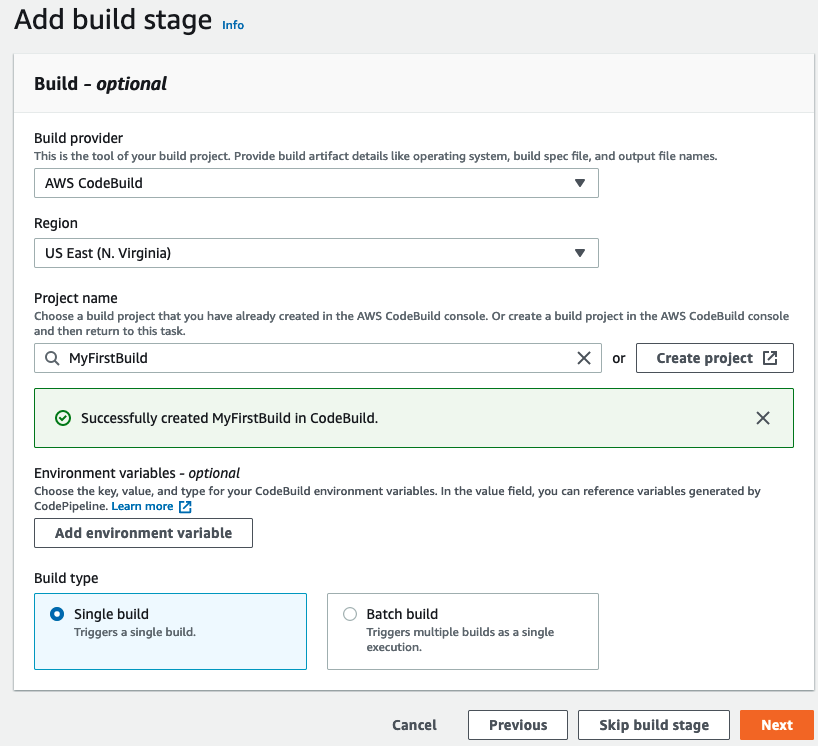 Add build stage Info
Build - optional
Build provider
This is the tool of your build project. Provide build artifact details like operating system, build spec file, and output file names.
AWS CodeBuild
Region
US East (N. Virginia)
Project name
Choose a build project that you have already created in the AWS CodeBuild console. Or create a build project in the AWS CodeBuild console
and then return to this task.
MyFirstBuild or Create project
Successfully created MyFirstBuild in CodeBuild.
Environment variables - optional
Choose the key, value, and type for your CodeBuild environment variables. In the value field, you can reference variables generated by
CodePipeline. Learn more
Add environment variable
Build type
Single build
Triggers a single build.
Batch build
Triggers multiple builds as a single
execution.
Cancel Previous Skip build stage Next